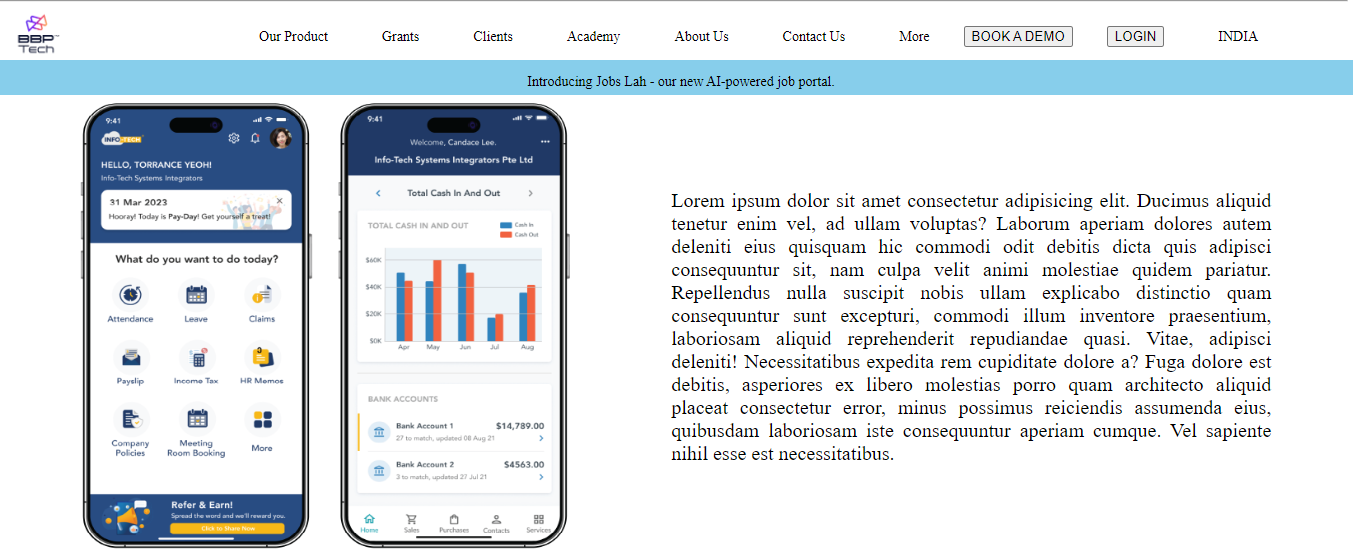 BBP™
Tech
Our Product
Grants
Clients
Academy
About Us
Contact Us
More
BOOK A DEMO
LOGIN
INDIA
Introducing Jobs Lah - our new AI-powered job portal.
9:41
INFO TECH
HELLO, TORRANCE YEOH!
Info-Tech Systems Integrators
31 Mar 2023
Hooray! Today is Pay-Day! Get yourself a treat!
What do you want to do today?
Attendance
Leave
Claims
Payslip
Income Tax
HR Memos
Company
Policies
Meeting
Room Booking
More
Refer & Earn!
Spread the word and we'll reward you.
Click to Share Now
9:41
Welcome, Candace Lee.
Info-Tech Systems Integrators Pte Ltd
Total Cash In And Out
TOTAL CASH IN AND OUT
Cash In
Cash Out
$60K
$40K
$20K
$0K
Apr
May
Jun
Jul
Aug
BANK ACCOUNTS
Bank Account 1
$14,789.00
27 to match, updated 08 Aug 21
Bank Account 2
$4563.00
3 to match, updated 27 Jul 21
Home
Sales
Purchases
Contacts
Services
Lorem ipsum dolor sit amet consectetur adipisicing elit. Ducimus aliquid
tenetur enim vel, ad ullam voluptas? Laborum aperiam dolores autem
deleniti eius quisquam hic commodi odit debitis dicta quis adipisci
consequuntur sit, nam culpa velit animi molestiae quidem pariatur.
Repellendus nulla suscipit nobis ullam explicabo distinctio quam
consequuntur sunt excepturi, commodi illum inventore praesentium,
laboriosam aliquid reprehenderit repudiandae quasi. Vitae, adipisci
deleniti! Necessitatibus expedita rem cupiditate dolore a? Fuga dolore est
debitis, asperiores ex libero molestias porro quam architecto aliquid
placeat consectetur error, minus possimus reiciendis assumenda eius,
quibusdam laboriosam iste consequuntur aperiam cumque. Vel sapiente
nihil esse est necessitatibus.